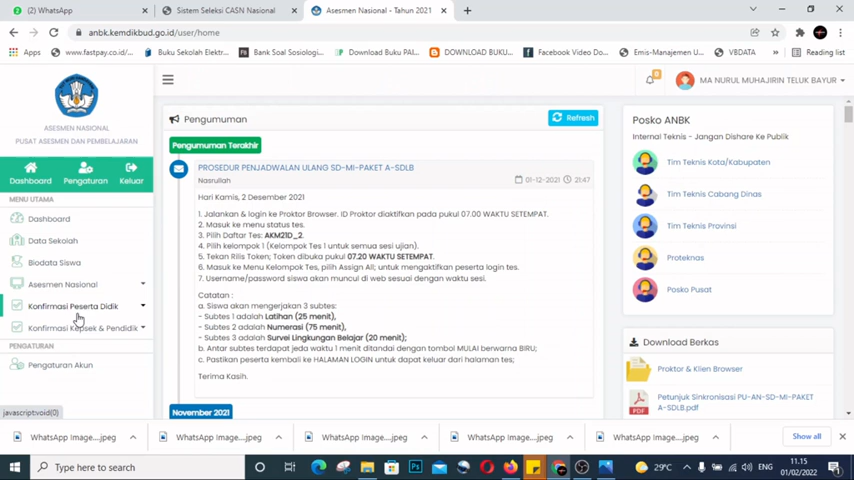 (2) WhatsApp
Sistem Seleksi CASN Nasional
Asesmen Nasional - Tahun 2021
anbk.kemdikbud.go.id/user/home
Apps
www.fastpay.co.id/...
Buku Sekolah Elektr...
Bank Soal Sosiologi...
Download Buku PAI,...
DOWNLOAD BUKU...
Facebook Video Do...
Emis-Manajemen U...
VBDATA
Reading list
ASESMEN NASIONAL
PUSAT ASESMEN DAN PEMBELAJARAN
Dashboard
Pengaturan
Keluar
MENU UTAMA
Dashboard
Data Sekolah
Biodata Siswa
Asesmen Nasional
Konfirmasi Peserta Didik
Konfirmasi Kepsek & Pendidik
PENGATURAN
Pengaturan Akun
javascript:void(0)
8
MA NURUL MUHAJIRIN TELUK BAYUR
Pengumuman
Refresh
Pengumuman Terakhir
PROSEDUR PENJADWALAN ULANG SD-MI-PAKET A-SDLB
Nasrullah
01-12-2021 21:47
Hari Kamis, 2 Desember 2021
1. Jalankan & login ke Proktor Browser. ID Proktor diaktifkan pada pukul 07.00 WAKTU SETEMPAT.
2. Masuk ke menu status tes.
3. Pilih Daftar Tes: AKM21D_2.
4. Pilih kelompok 1 (Kelompok Tes 1 untuk semua sesi ujian).
5. Tekan Rilis Token; Token dibuka pukul 07.20 WAKTU SETEMPAT.
6. Masuk ke Menu Kelompok Tes, pilih Assign All; untuk mengaktifkan peserta login tes.
7. Username/password siswa akan muncul di web sesuai dengan waktu sesi.
Catatan :
a. Siswa akan mengerjakan 3 subtes:
- Subtes 1 adalah Latihan (25 menit),
- Subtes 2 adalah Numerasi (75 menit),
- Subtes 3 adalah Survei Lingkungan Belajar (20 menit);
b. Antar subtes terdapat jeda waktu 1 menit ditandai dengan tombol MULAI berwarna BIRU;
c. Pastikan peserta kembali ke HALAMAN LOGIN untuk dapat keluar dari halaman tes;
Terima Kasih.
November 2021
Posko ANBK
Internal Teknis - Jangan Dishare Ke Publik
Tim Teknis Kota/Kabupaten
Tim Teknis Cabang Dinas
Tim Teknis Provinsi
Proteknas
Posko Pusat
Download Berkas
Proktor & Klien Browser
Petunjuk Sinkronisasi PU-AN-SD-MI-PAKET
A-SDLB.pdf
WhatsApp Image....jpeg
WhatsApp Image....jpeg
WhatsApp Image....jpeg
WhatsApp Image....jpeg
WhatsApp Image....jpeg
Show all
Type here to search
29°C
ENG
11.15
01/02/2022